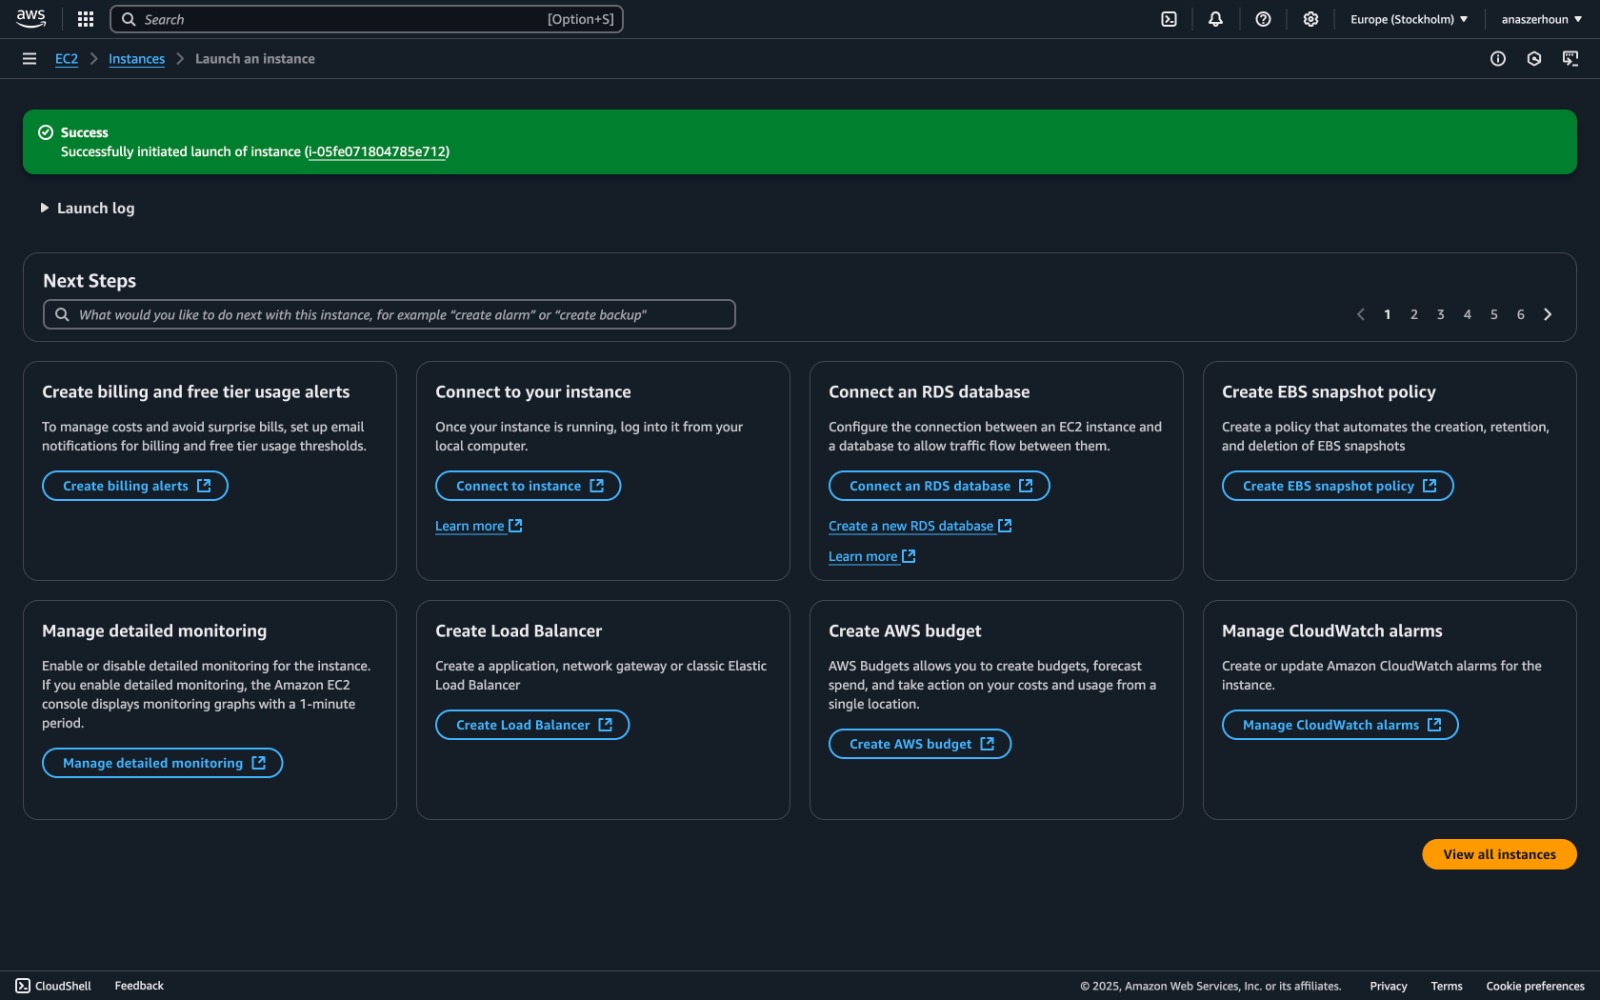 aws
Search
[Option+S]
Europe (Stockholm)
anaszerhoun
EC2
Instances
Launch an instance
Success
Successfully initiated launch of instance (i-05fe071804785e712)
Launch log
Next Steps
What would you like to do next with this instance, for example “create alarm” or “create backup”
1 2 3 4 5 6
Create billing and free tier usage alerts
To manage costs and avoid surprise bills, set up email
notifications for billing and free tier usage thresholds.
Create billing alerts
Connect to your instance
Once your instance is running, log into it from your
local computer.
Connect to instance
Learn more
Connect an RDS database
Configure the connection between an EC2 instance and
a database to allow traffic flow between them.
Connect an RDS database
Create a new RDS database
Learn more
Create EBS snapshot policy
Create a policy that automates the creation, retention,
and deletion of EBS snapshots
Create EBS snapshot policy
Manage detailed monitoring
Enable or disable detailed monitoring for the instance.
If you enable detailed monitoring, the Amazon EC2
console displays monitoring graphs with a 1-minute
period.
Manage detailed monitoring
Create Load Balancer
Create a application, network gateway or classic Elastic
Load Balancer
Create Load Balancer
Create AWS budget
AWS Budgets allows you to create budgets, forecast
spend, and take action on your costs and usage from a
single location.
Create AWS budget
Manage CloudWatch alarms
Create or update Amazon CloudWatch alarms for the
instance.
Manage CloudWatch alarms
View all instances
CloudShell
Feedback
© 2025, Amazon Web Services, Inc. or its affiliates.
Privacy
Terms
Cookie preferences